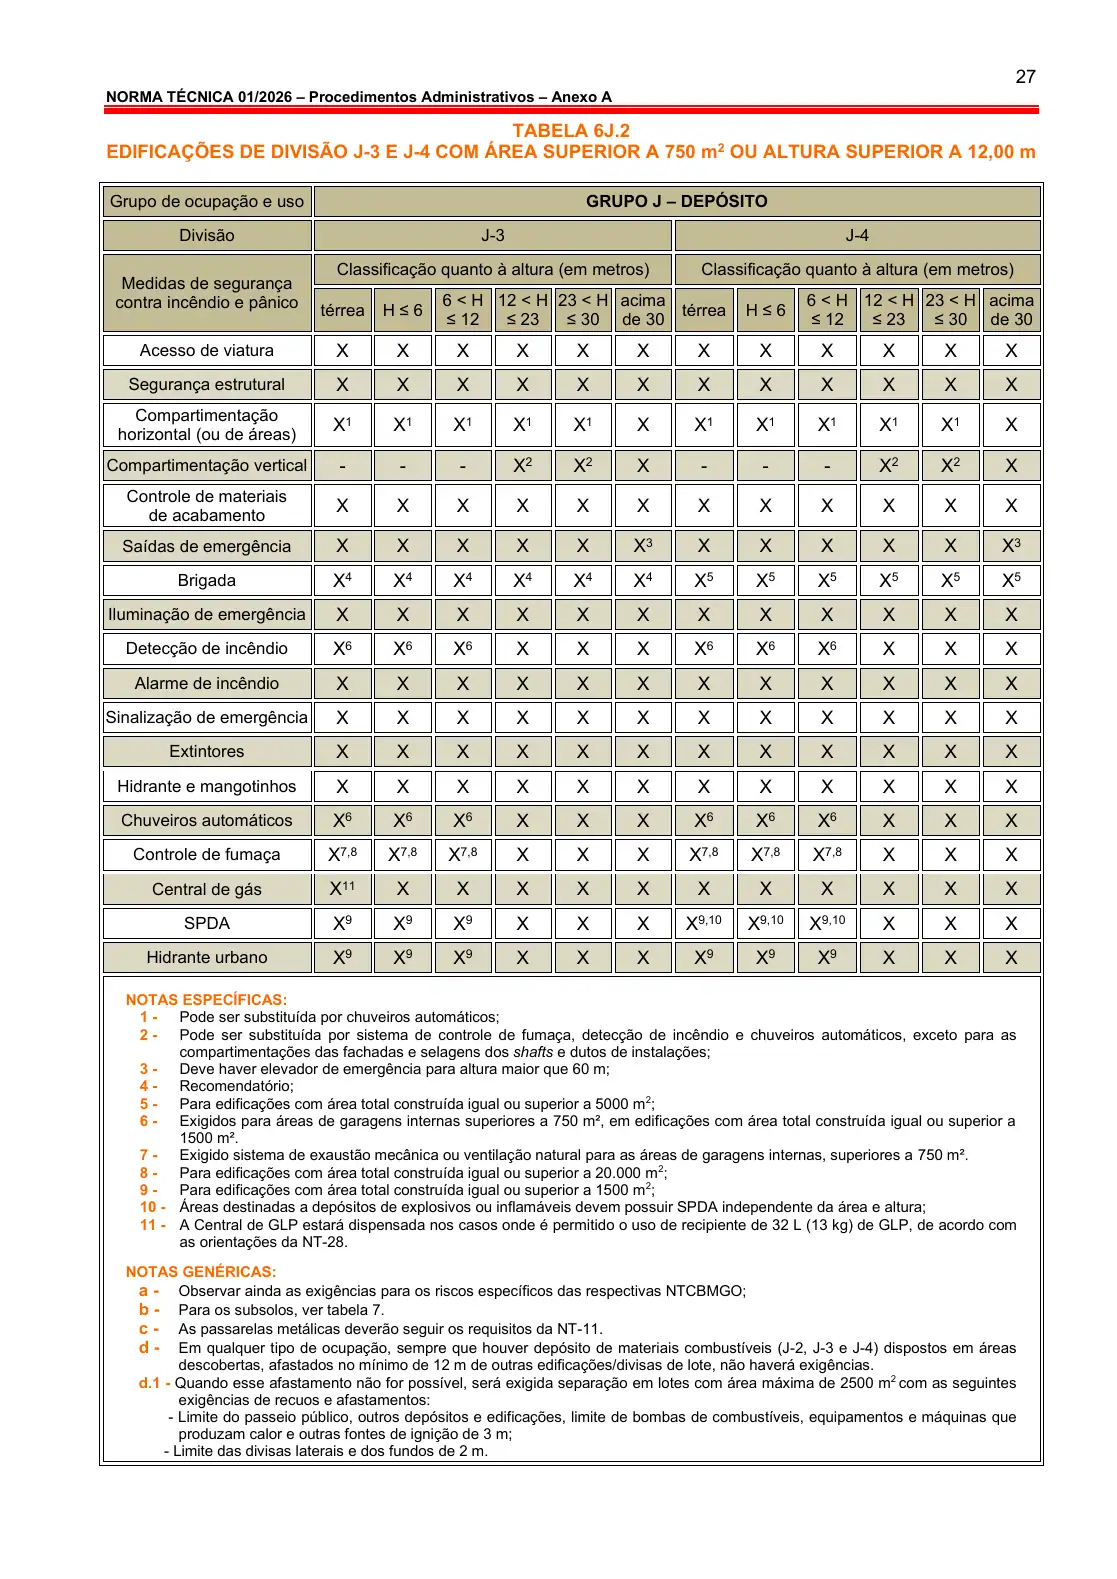 27
NORMA TÉCNICA 01/2026 – Procedimentos Administrativos – Anexo A
TABELA 6J.2
EDIFICAÇÕES DE DIVISÃO J-3 E J-4 COM ÁREA SUPERIOR A 750 m² OU ALTURA SUPERIOR A 12,00 m
Grupo de ocupação e uso GRUPO J – DEPÓSITO
Divisão J-3 J-4
Medidas de segurança contra incêndio e pânico Classificação quanto à altura (em metros) Classificação quanto à altura (em metros)
térrea H ≤ 6 6 < H ≤ 12 12 < H ≤ 23 23 < H ≤ 30 acima de 30 térrea H ≤ 6 6 < H ≤ 12 12 < H ≤ 23 23 < H ≤ 30 acima de 30
Acesso de viatura X X X X X X X X X X X X
Segurança estrutural X X X X X X X X X X X X
Compartimentação horizontal (ou de áreas) X¹ X¹ X¹ X¹ X¹ X X¹ X¹ X¹ X¹ X¹ X
Compartimentação vertical - - - X² X² X - - - X² X² X
Controle de materiais de acabamento X X X X X X X X X X X X
Saídas de emergência X X X X X X³ X X X X X X³
Brigada X⁴ X⁴ X⁴ X⁴ X⁴ X⁴ X⁵ X⁵ X⁵ X⁵ X⁵ X⁵
Iluminação de emergência X X X X X X X X X X X X
Detecção de incêndio X⁶ X⁶ X⁶ X X X X⁶ X⁶ X⁶ X X X
Alarme de incêndio X X X X X X X X X X X X
Sinalização de emergência X X X X X X X X X X X X
Extintores X X X X X X X X X X X X
Hidrante e mangotinhos X X X X X X X X X X X X
Chuveiros automáticos X⁶ X⁶ X⁶ X X X X⁶ X⁶ X⁶ X X X
Controle de fumaça X⁷,⁸ X⁷,⁸ X⁷,⁸ X X X X⁷,⁸ X⁷,⁸ X⁷,⁸ X X X
Central de gás X¹¹ X X X X X X X X X X X
SPDA X⁹ X⁹ X⁹ X X X X⁹,¹⁰ X⁹,¹⁰ X⁹,¹⁰ X X X
Hidrante urbano X⁹ X⁹ X⁹ X X X X⁹ X⁹ X⁹ X X X
NOTAS ESPECÍFICAS:
1 - Pode ser substituída por chuveiros automáticos;
2 - Pode ser substituída por sistema de controle de fumaça, detecção de incêndio e chuveiros automáticos, exceto para as
compartimentações das fachadas e selagens dos shafts e dutos de instalações;
3 - Deve haver elevador de emergência para altura maior que 60 m;
4 - Recomendatório;
5 - Para edificações com área total construída igual ou superior a 5000 m²;
6 - Exigidos para áreas de garagens internas superiores a 750 m², em edificações com área total construída igual ou superior a
1500 m².
7 - Exigido sistema de exaustão mecânica ou ventilação natural para as áreas de garagens internas, superiores a 750 m².
8 - Para edificações com área total construída igual ou superior a 20.000 m²;
9 - Para edificações com área total construída igual ou superior a 1500 m²;
10 - Áreas destinadas a depósitos de explosivos ou inflamáveis devem possuir SPDA independente da área e altura;
11 - A Central de GLP estará dispensada nos casos onde é permitido o uso de recipiente de 32 L (13 kg) de GLP, de acordo com
as orientações da NT-28.
NOTAS GENÉRICAS:
a - Observar ainda as exigências para os riscos específicos das respectivas NTCBMGO;
b - Para os subsolos, ver tabela 7.
c - As passarelas metálicas deverão seguir os requisitos da NT-11.
d - Em qualquer tipo de ocupação, sempre que houver depósito de materiais combustíveis (J-2, J-3 e J-4) dispostos em áreas
descobertas, afastados no mínimo de 12 m de outras edificações/divisas de lote, não haverá exigências.
d.1 - Quando esse afastamento não for possível, será exigida separação em lotes com área máxima de 2500 m² com as seguintes
exigências de recuos e afastamentos:
- Limite do passeio público, outros depósitos e edificações, limite de bombas de combustíveis, equipamentos e máquinas que
produzam calor e outras fontes de ignição de 3 m;
- Limite das divisas laterais e dos fundos de 2 m.